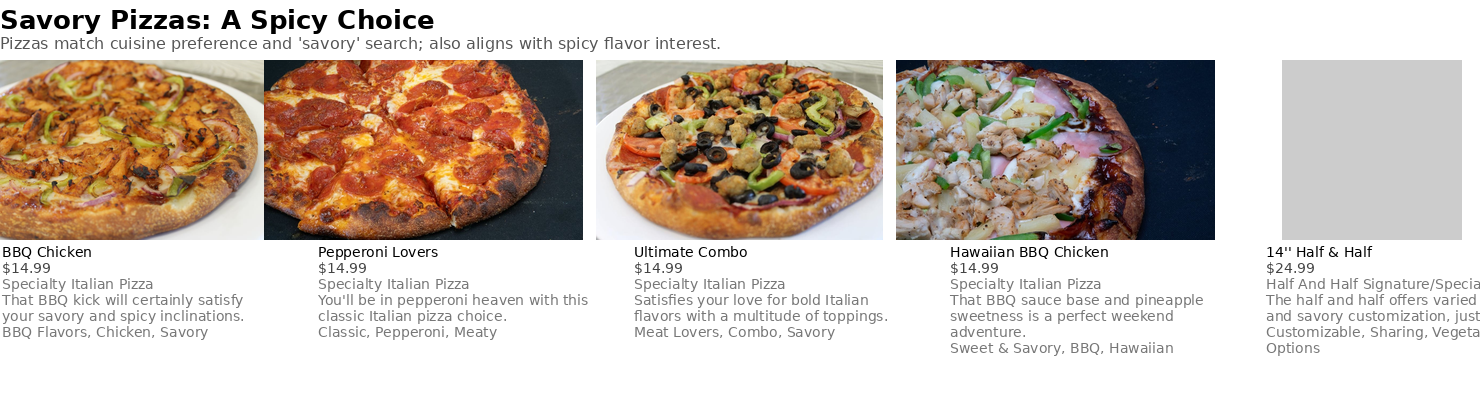 Savory Pizzas: A Spicy Choice
Pizzas match cuisine preference and 'savory' search; also aligns with spicy flavor interest.
BBQ Chicken
$14.99
Specialty Italian Pizza
That BBQ kick will certainly satisfy
your savory and spicy inclinations.
BBQ Flavors, Chicken, Savory
Pepperoni Lovers
$14.99
Specialty Italian Pizza
You'll be in pepperoni heaven with this
classic Italian pizza choice.
Classic, Pepperoni, Meaty
Ultimate Combo
$14.99
Specialty Italian Pizza
Satisfies your love for bold Italian
flavors with a multitude of toppings.
Meat Lovers, Combo, Savory
Hawaiian BBQ Chicken
$14.99
Specialty Italian Pizza
That BBQ sauce base and pineapple
sweetness is a perfect weekend
adventure.
Sweet & Savory, BBQ, Hawaiian
14'' Half & Half
$24.99
Half And Half Signature/Specia
The half and half offers varied
and savory customization, just
Customizable, Sharing, Vegeta
Options